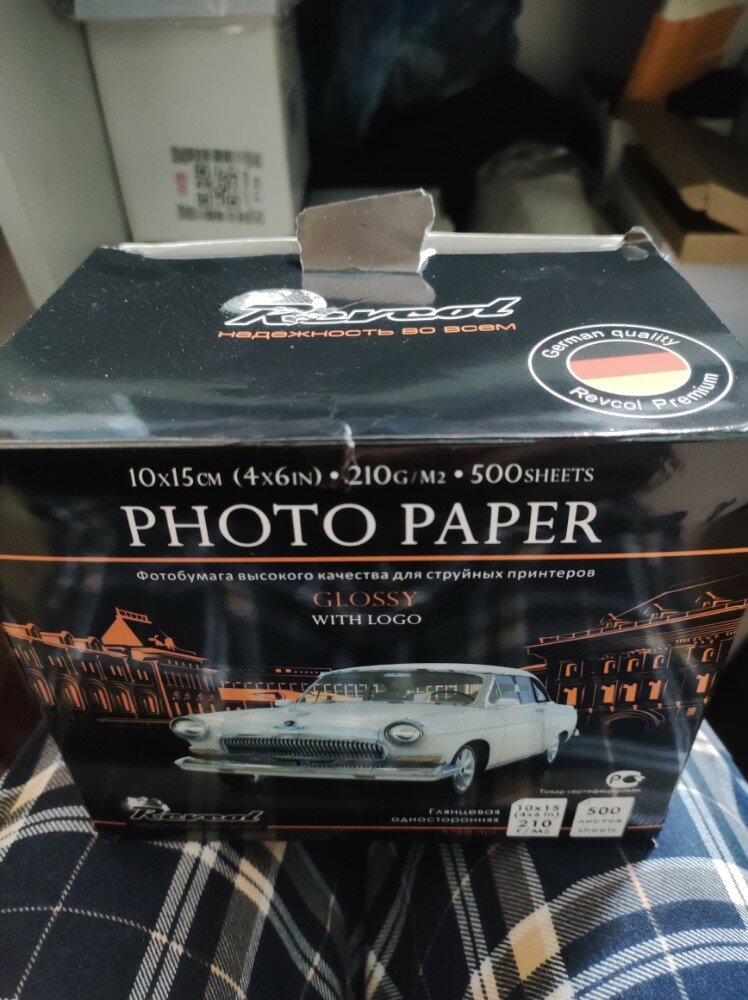 Revcol
надежность во всем
German quality
Revcol Premium
10x15см (4x6in) • 210g/m2 • 500sheets
PHOTO PAPER
Фотобумага высокого качества для струйных принтеров
GLOSSY
WITH LOGO
Товар сертифицирован
Revcol
Глянцевая
односторонняя
10x15
(4x6 in)
210
г/м2
500
листов
sheets